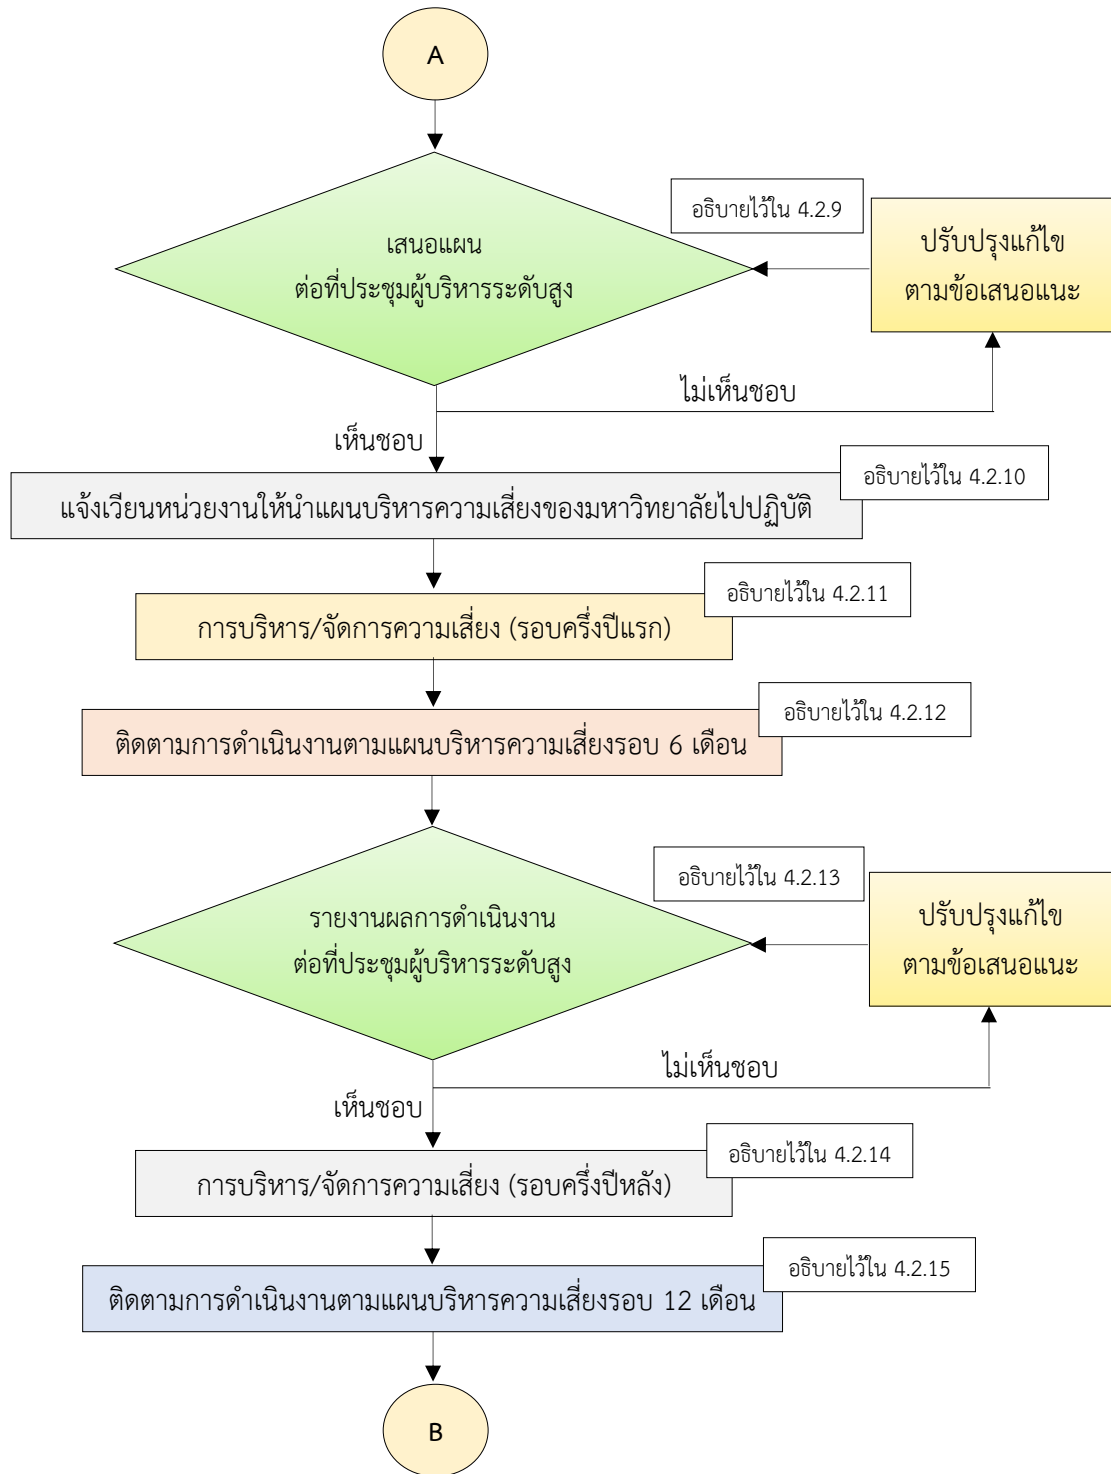 A
อธิบายไว้ใน 4.2.9
เสนอแผน
ต่อที่ประชุมผู้บริหารระดับสูง
ปรับปรุงแก้ไข
ตามข้อเสนอแนะ
ไม่เห็นชอบ
เห็นชอบ
อธิบายไว้ใน 4.2.10
แจ้งเวียนหน่วยงานให้นำแผนบริหารความเสี่ยงของมหาวิทยาลัยไปปฏิบัติ
อธิบายไว้ใน 4.2.11
การบริหาร/จัดการความเสี่ยง (รอบครึ่งปีแรก)
อธิบายไว้ใน 4.2.12
ติดตามการดำเนินงานตามแผนบริหารความเสี่ยงรอบ 6 เดือน
อธิบายไว้ใน 4.2.13
รายงานผลการดำเนินงาน
ต่อที่ประชุมผู้บริหารระดับสูง
ปรับปรุงแก้ไข
ตามข้อเสนอแนะ
ไม่เห็นชอบ
เห็นชอบ
อธิบายไว้ใน 4.2.14
การบริหาร/จัดการความเสี่ยง (รอบครึ่งปีหลัง)
อธิบายไว้ใน 4.2.15
ติดตามการดำเนินงานตามแผนบริหารความเสี่ยงรอบ 12 เดือน
B